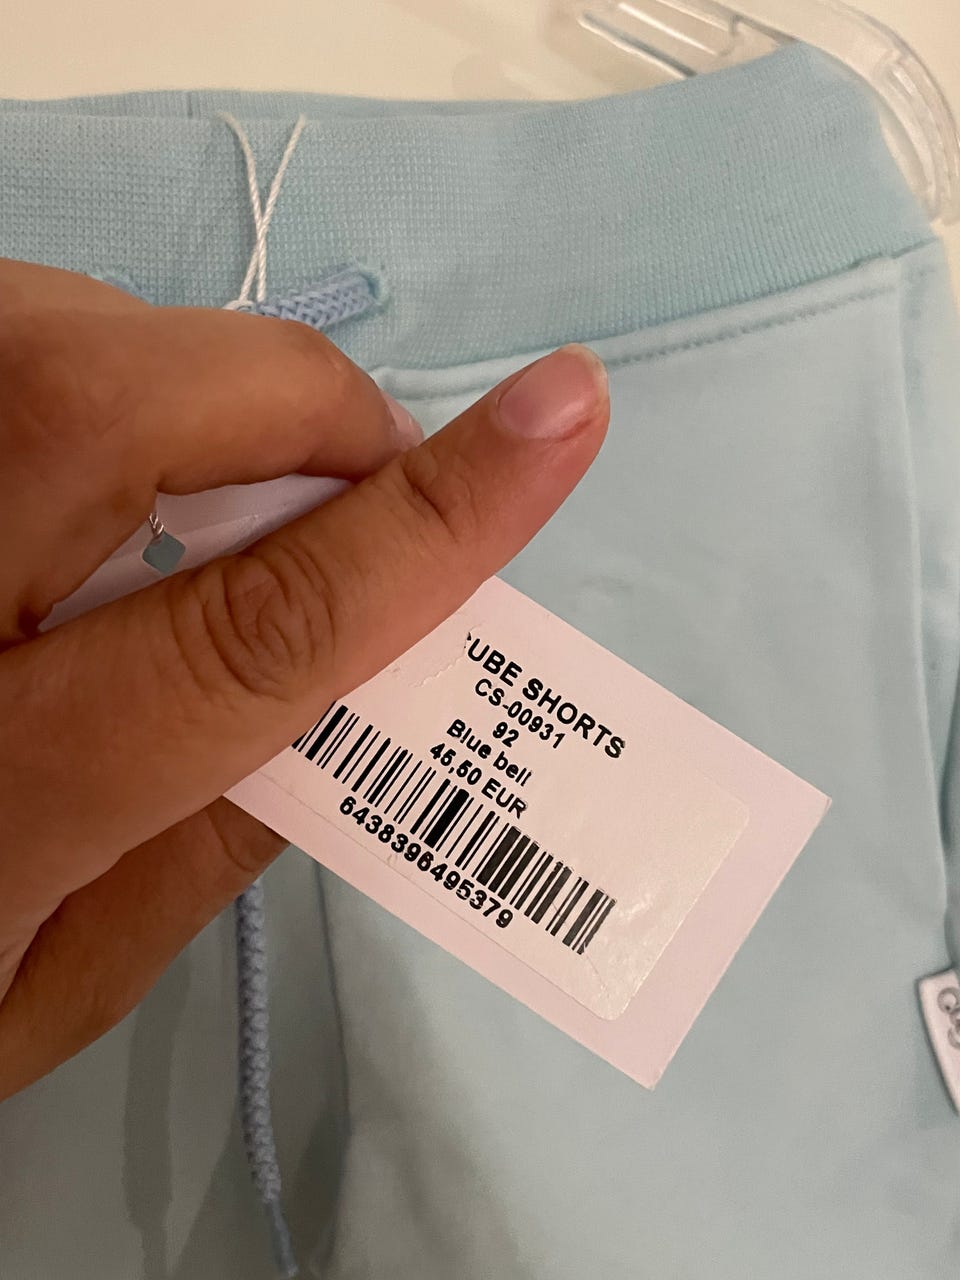 CUBE SHORTS
CS-00931
92
Blue bell
45,50 EUR
6438396495379